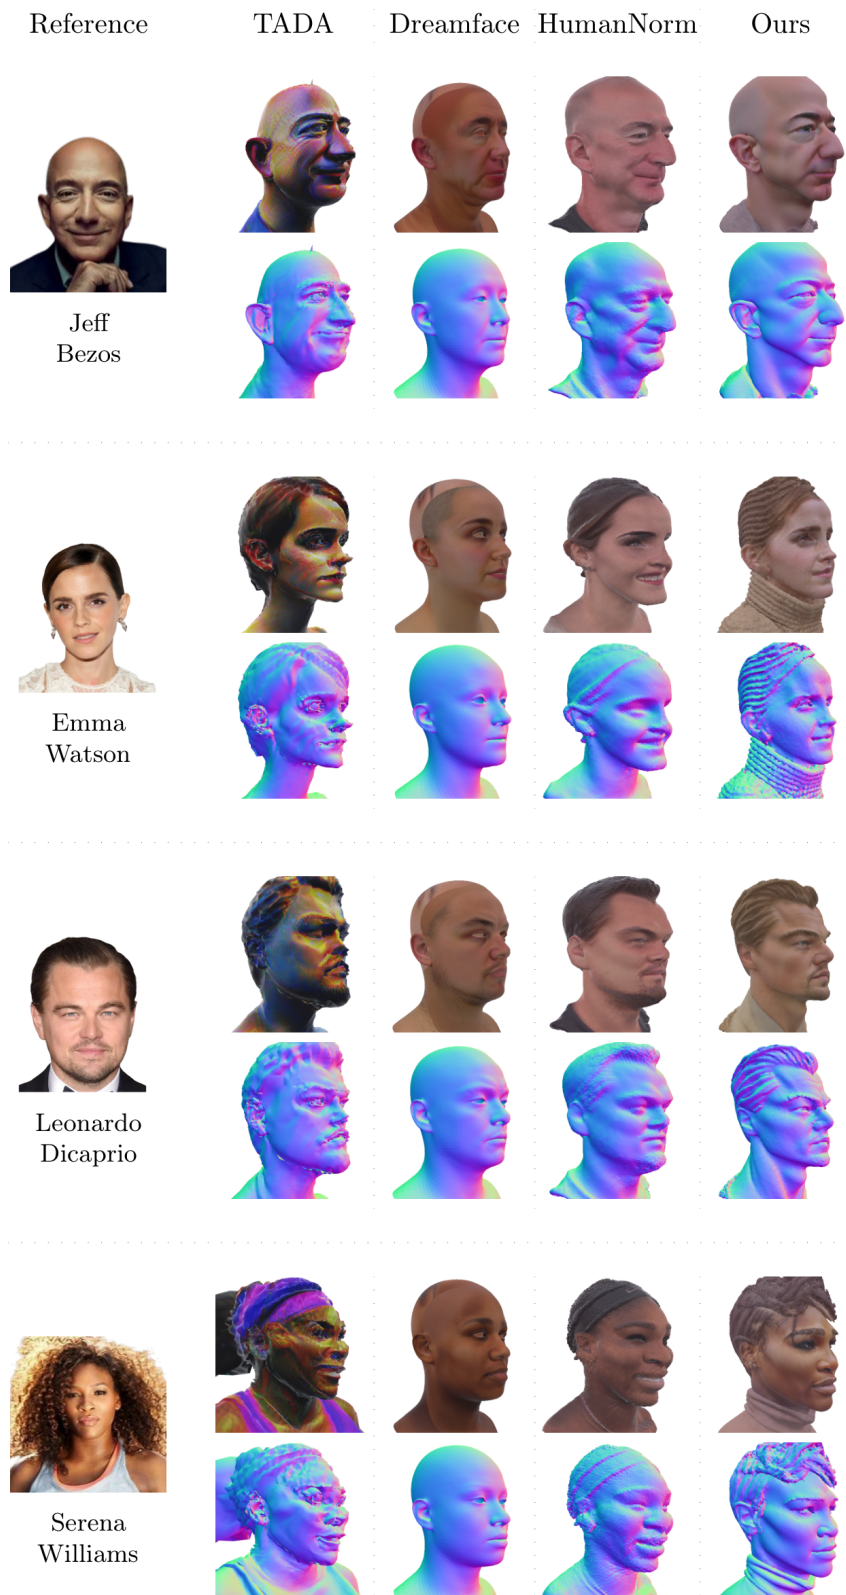 Reference TADA Dreamface HumanNorm Ours
Jeff
Bezos
Emma
Watson
Leonardo
Dicaprio
Serena
Williams